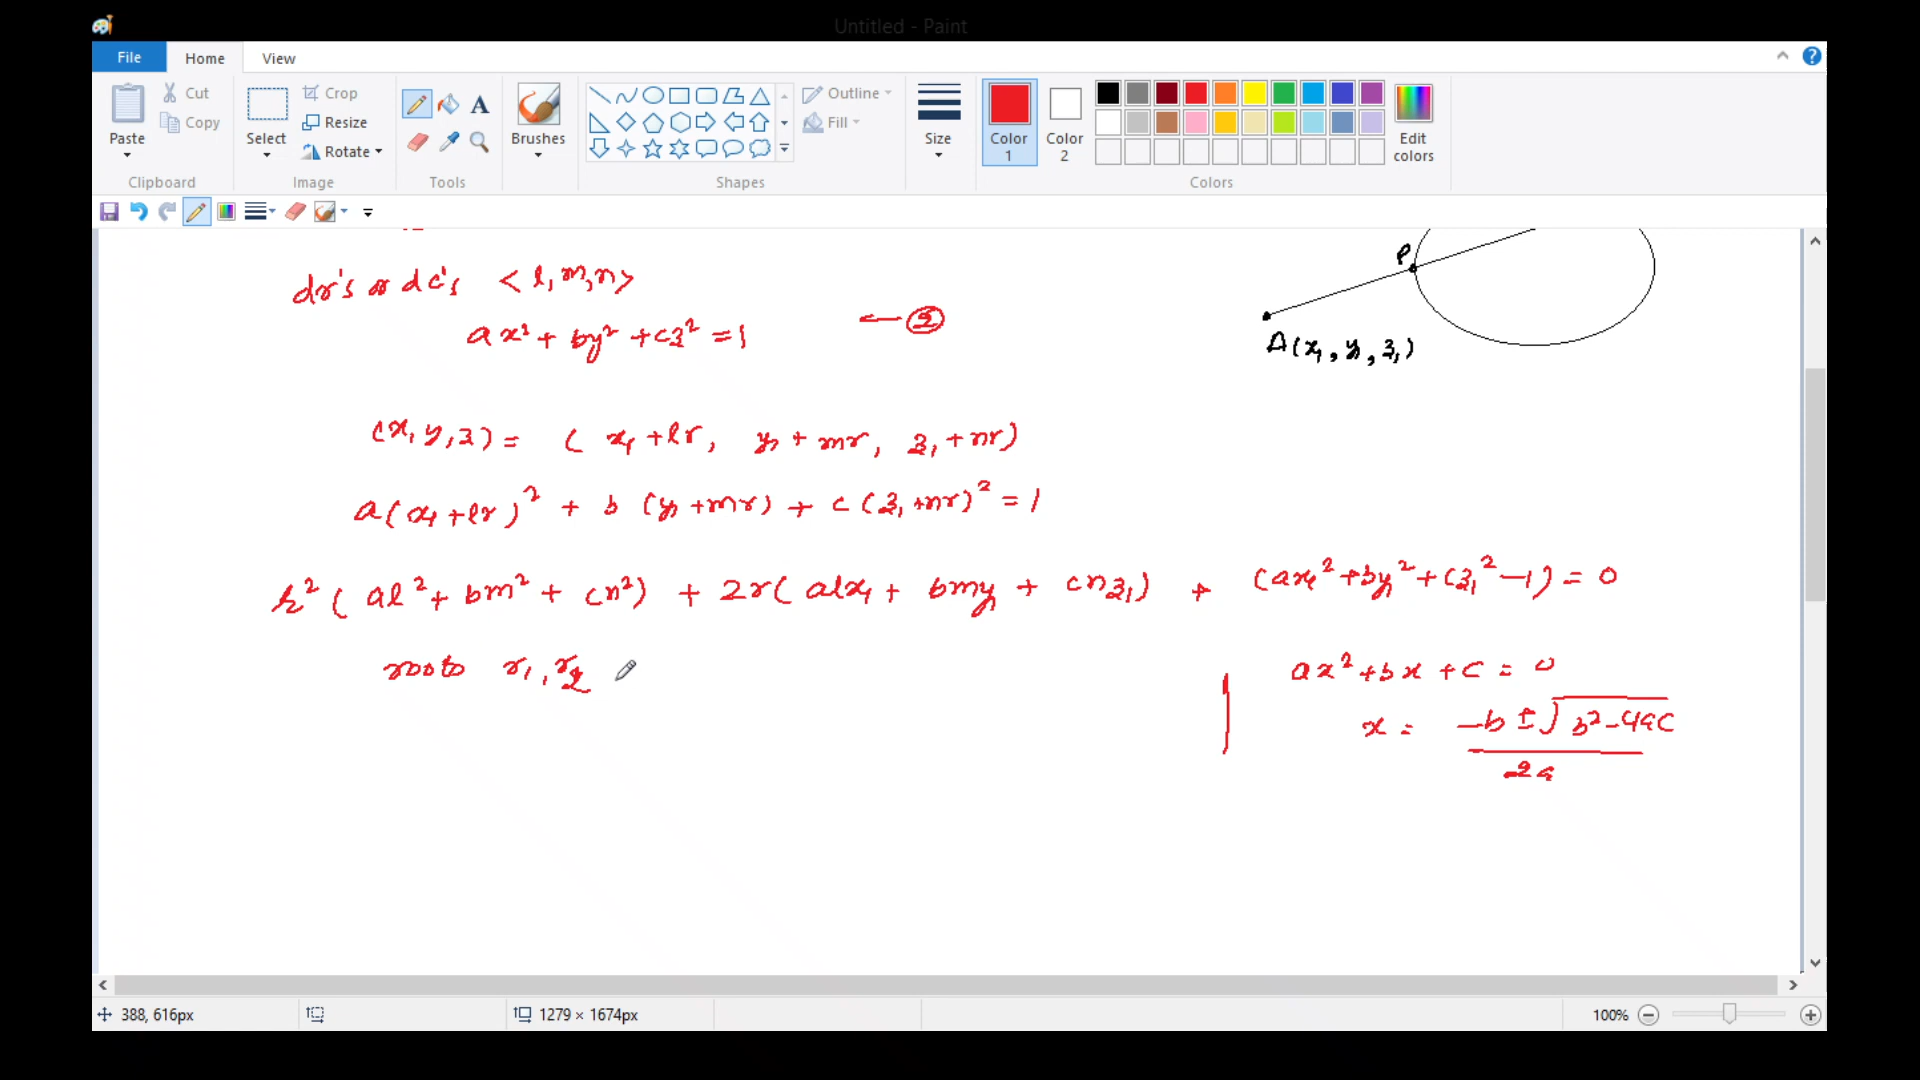 Untitled - Paint
File Home View
Paste Cut Copy Clipboard
Select Crop Resize Rotate Image
Tools
Brushes
Outline Fill Shapes
Size
Color 1 Color 2 Edit colors Colors
dr's or dc's <l, m, n>
ax² + by² + cz² = 1 ← ②
P
A(x₁, y₁, z₁)
(x, y, z) = (x₁ + lr, y₁ + mr, z₁ + nr)
a(x₁ + lr)² + b(y₁ + mr) + c(z₁ + nr)² = 1
r²(al² + bm² + cn²) + 2r(alx₁ + bmy₁ + cnz₁) + (ax₁² + by₁² + cz₁² - 1) = 0
roots r₁, r₂
ax² + bx + c = 0
x = -b ± √b² - 4ac
2a
388, 616px 1279 × 1674px 100%